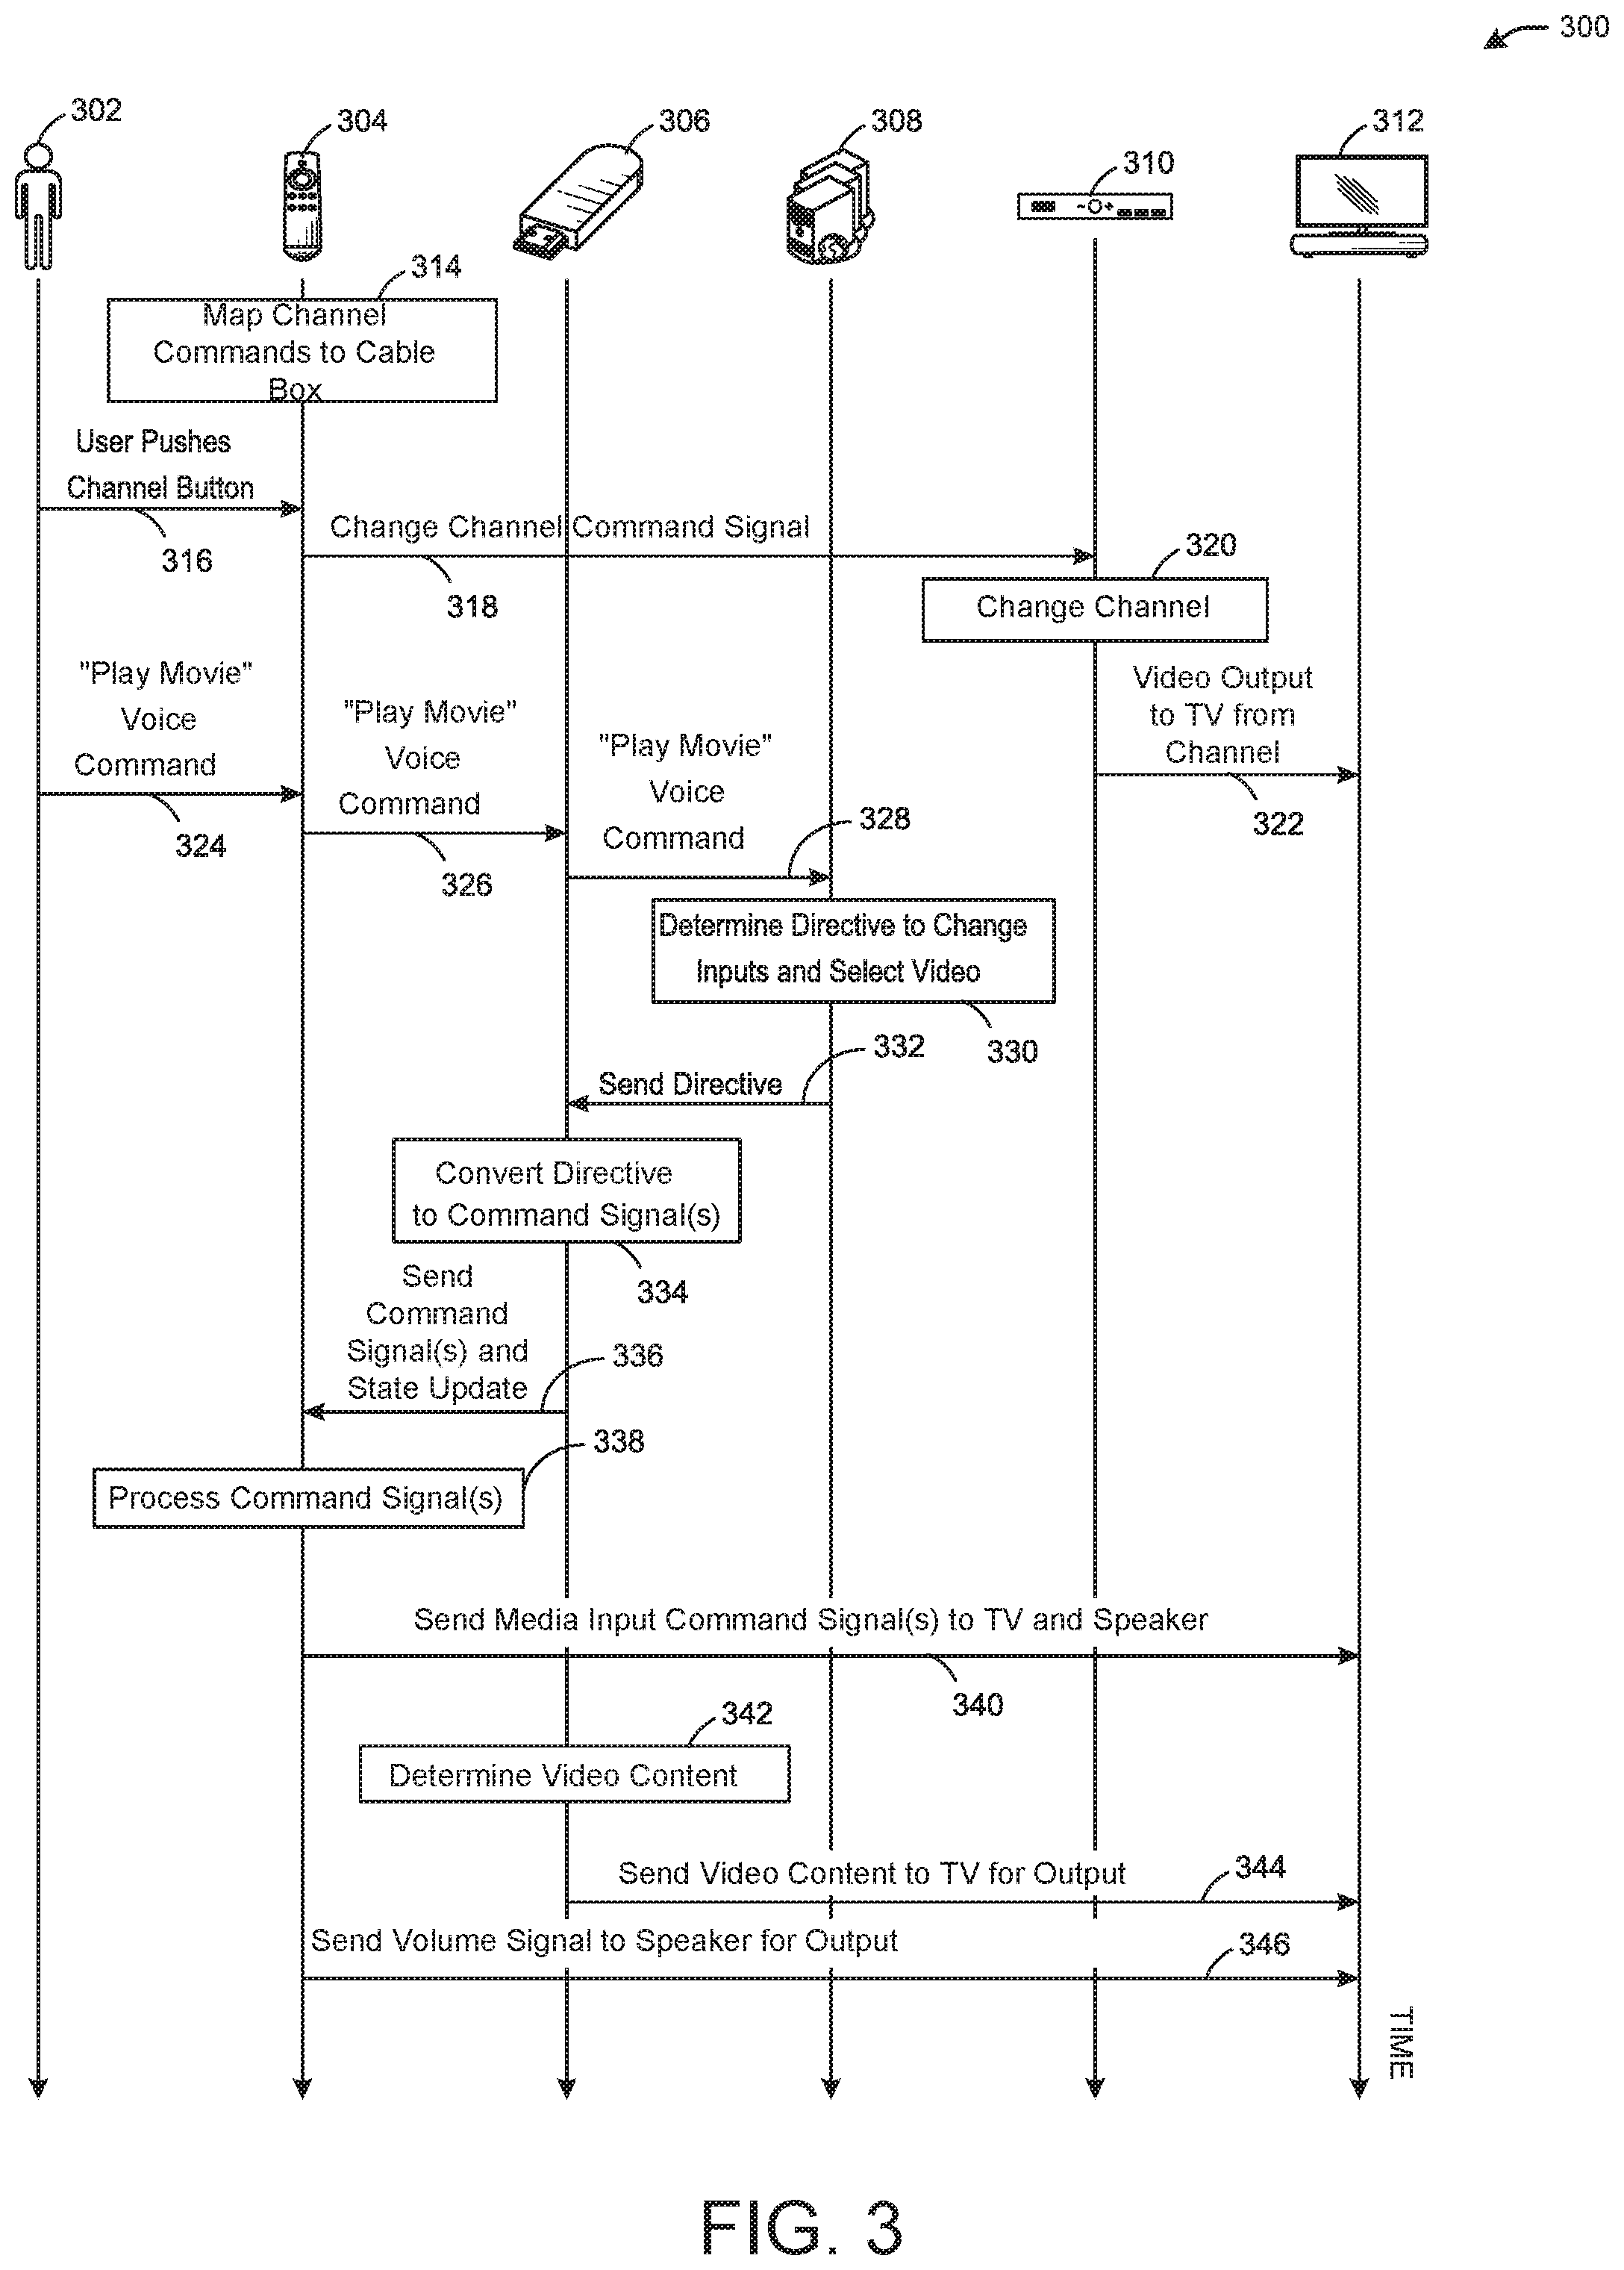 300
302
304
306
308
310
312
314
Map Channel
Commands to Cable
Box
User Pushes
Channel Button
316
Change Channel Command Signal
318
320
Change Channel
"Play Movie"
Voice
Command
324
"Play Movie"
Voice
Command
326
"Play Movie"
Voice
Command
328
Video Output
to TV from
Channel
322
Determine Directive to Change
Inputs and Select Video
330
332
Send Directive
Convert Directive
to Command Signal(s)
334
Send
Command
Signal(s) and
State Update
336
338
Process Command Signal(s)
Send Media Input Command Signal(s) to TV and Speaker
340
342
Determine Video Content
Send Video Content to TV for Output
344
Send Volume Signal to Speaker for Output
346
TIME
FIG. 3